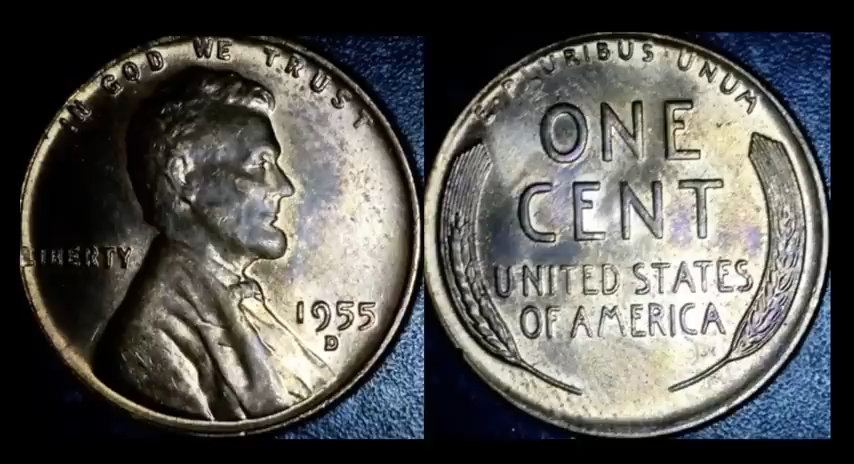 IN GOD WE TRUST
LIBERTY
1955
D
E PLURIBUS UNUM
ONE
CENT
UNITED STATES
OF AMERICA